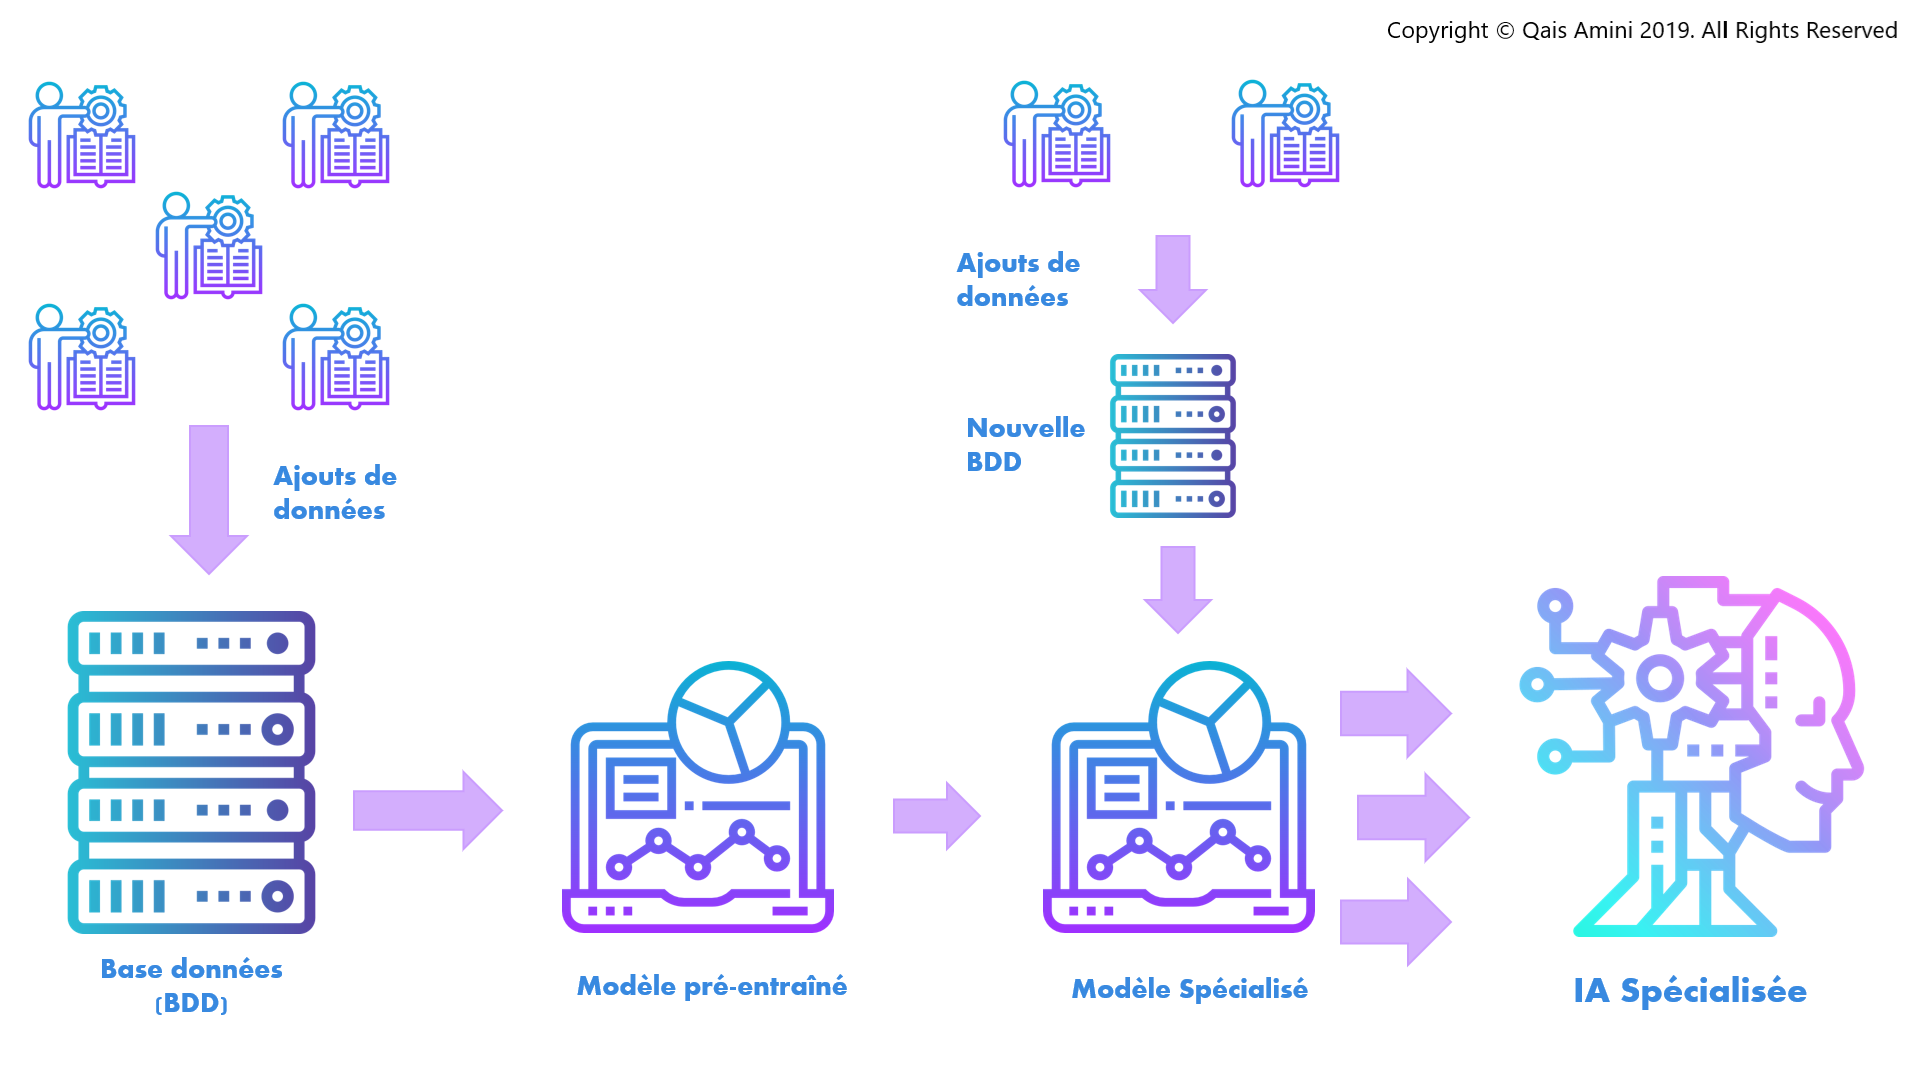 Copyright © Qais Amini 2019. All Rights Reserved
Ajouts de
données
Ajouts de
données
Nouvelle
BDD
Base données
(BDD)
Modèle pré-entraîné
Modèle Spécialisé
IA Spécialisée